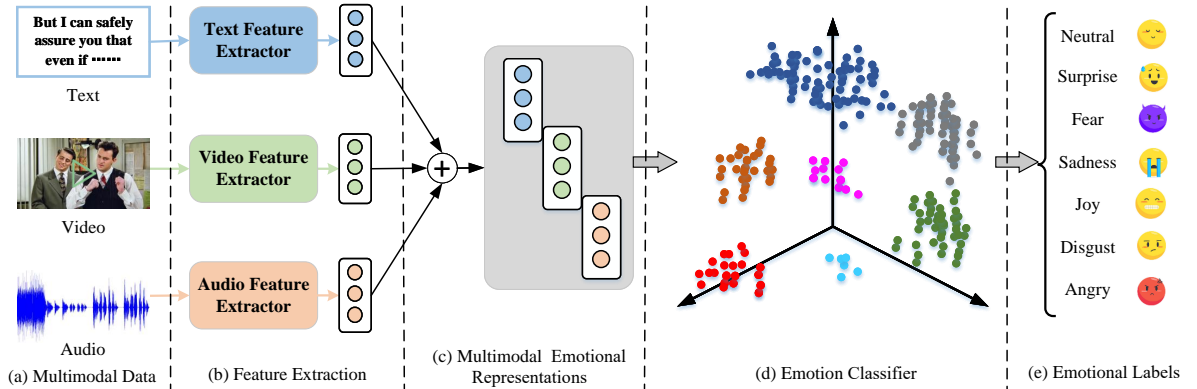 But I can safely
assure you that
even if ······
Text
Video
Audio
(a) Multimodal Data
Text Feature
Extractor
Video Feature
Extractor
Audio Feature
Extractor
(b) Feature Extraction
+
(c) Multimodal Emotional
Representations
(d) Emotion Classifier
Neutral
Surprise
Fear
Sadness
Joy
Disgust
Angry
(e) Emotional Labels